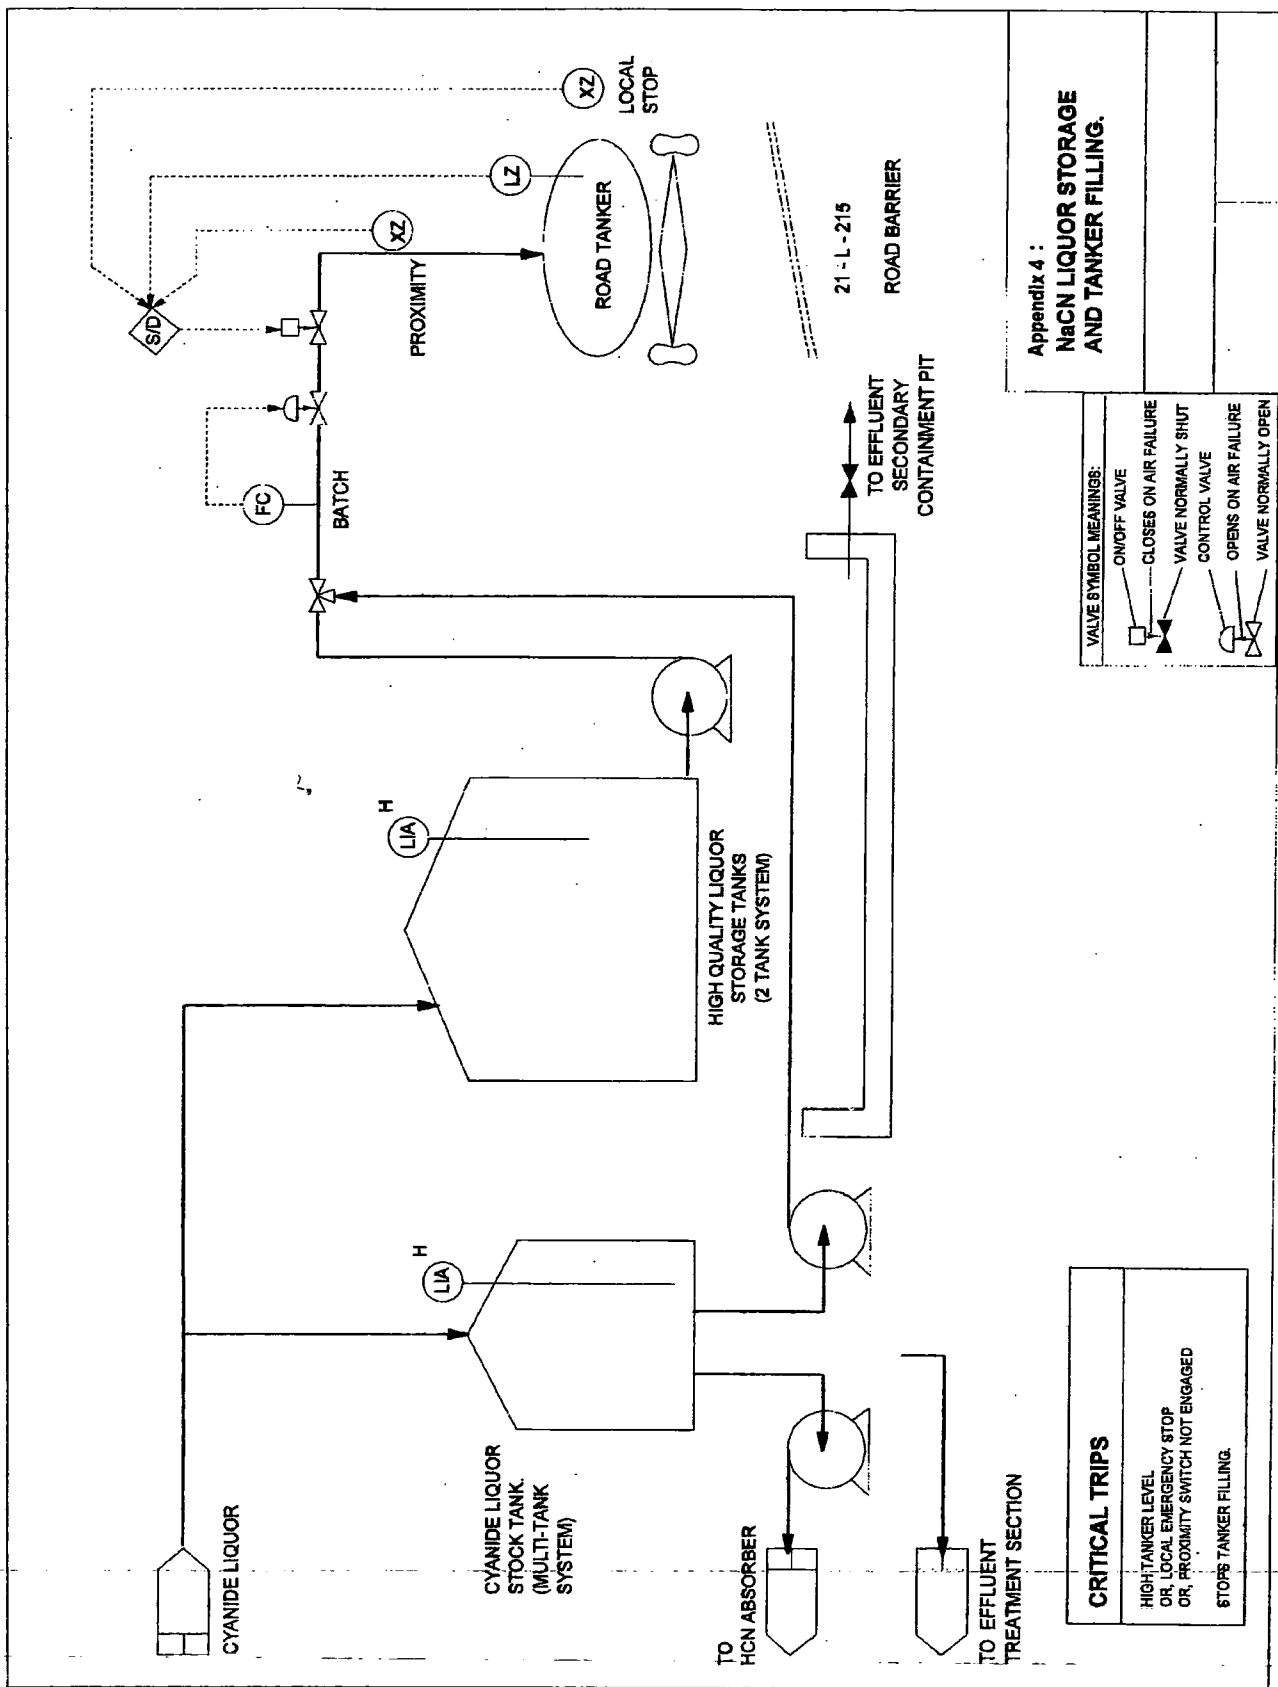 CYANIDE LIQUOR
CYANIDE LIQUOR
STOCK TANK.
(MULTI-TANK
SYSTEM)
LIA
H
TO
HCN ABSORBER
TO EFFLUENT
TREATMENT SECTION
HIGH QUALITY LIQUOR
STORAGE TANKS
(2 TANK SYSTEM)
LIA
H
FC
BATCH
S/D
XZ
PROXIMITY
LZ
XZ
LOCAL
STOP
ROAD TANKER
21 - L - 215
ROAD BARRIER
TO EFFLUENT
SECONDARY
CONTAINMENT PIT
CRITICAL TRIPS
HIGH TANKER LEVEL
OR, LOCAL EMERGENCY STOP
OR, PROXIMITY SWITCH NOT ENGAGED
STOPS TANKER FILLING.
VALVE SYMBOL MEANINGS:
ON/OFF VALVE
CLOSES ON AIR FAILURE
VALVE NORMALLY SHUT
CONTROL VALVE
OPENS ON AIR FAILURE
VALVE NORMALLY OPEN
Appendix 4 :
NaCN LIQUOR STORAGE
AND TANKER FILLING.